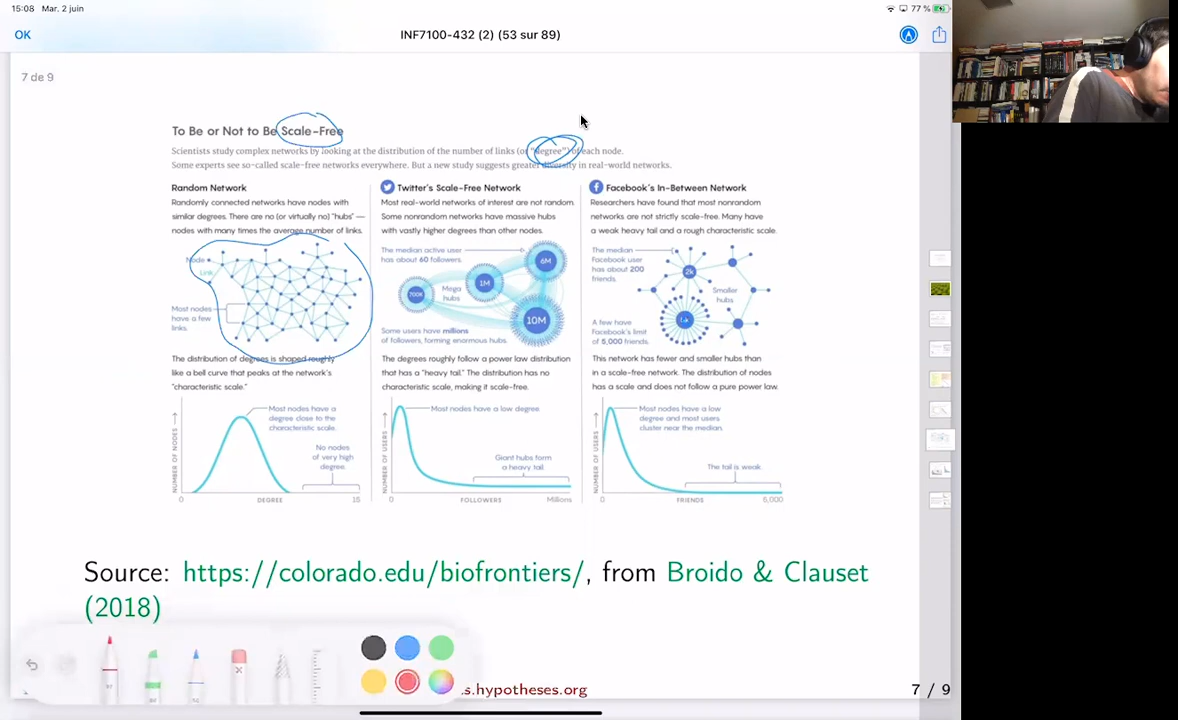 15:08 Mar. 2 juin
77 %
OK
INF7100-432 (2) (53 sur 89)
7 de 9
To Be or Not to Be Scale-Free
Scientists study complex networks by looking at the distribution of the number of links (or "degree") of each node.
Some experts see so-called scale-free networks everywhere. But a new study suggests greater diversity in real-world networks.
Random Network
Randomly connected networks have nodes with
similar degrees. There are no (or virtually no) "hubs" —
nodes with many times the average number of links.
Node
Link
Most nodes
have a few
links.
The distribution of degrees is shaped roughly
like a bell curve that peaks at the network's
"characteristic scale."
Most nodes have a
degree close to the
characteristic scale.
No nodes
of very high
degree.
NUMBER OF NODES
0
DEGREE
15
Twitter's Scale-Free Network
Most real-world networks of interest are not random.
Some nonrandom networks have massive hubs
with vastly higher degrees than other nodes.
The median active user
has about 60 followers.
700K
Mega
hubs
1M
6M
10M
Some users have millions
of followers, forming enormous hubs.
The degrees roughly follow a power law distribution
that has a "heavy tail." The distribution has no
characteristic scale, making it scale-free.
Most nodes have a low degree
Giant hubs form
a heavy tail
NUMBER OF USERS
0
FOLLOWERS
Millions
Facebook's In-Between Network
Researchers have found that most nonrandom
networks are not strictly scale-free. Many have
a weak heavy tail and a rough characteristic scale.
The median
Facebook user
has about 200
friends.
2k
Smaller
hubs
A few have
Facebook's limit
of 5,000 friends.
This network has fewer and smaller hubs than
in a scale-free network. The distribution of nodes
has a scale and does not follow a pure power law.
Most nodes have a low
degree and most users
cluster near the median.
The tail is weak.
NUMBER OF USERS
0
FRIENDS
5,000
Source: https://colorado.edu/biofrontiers/, from Broido & Clauset
(2018)
s.hypotheses.org
7 / 9